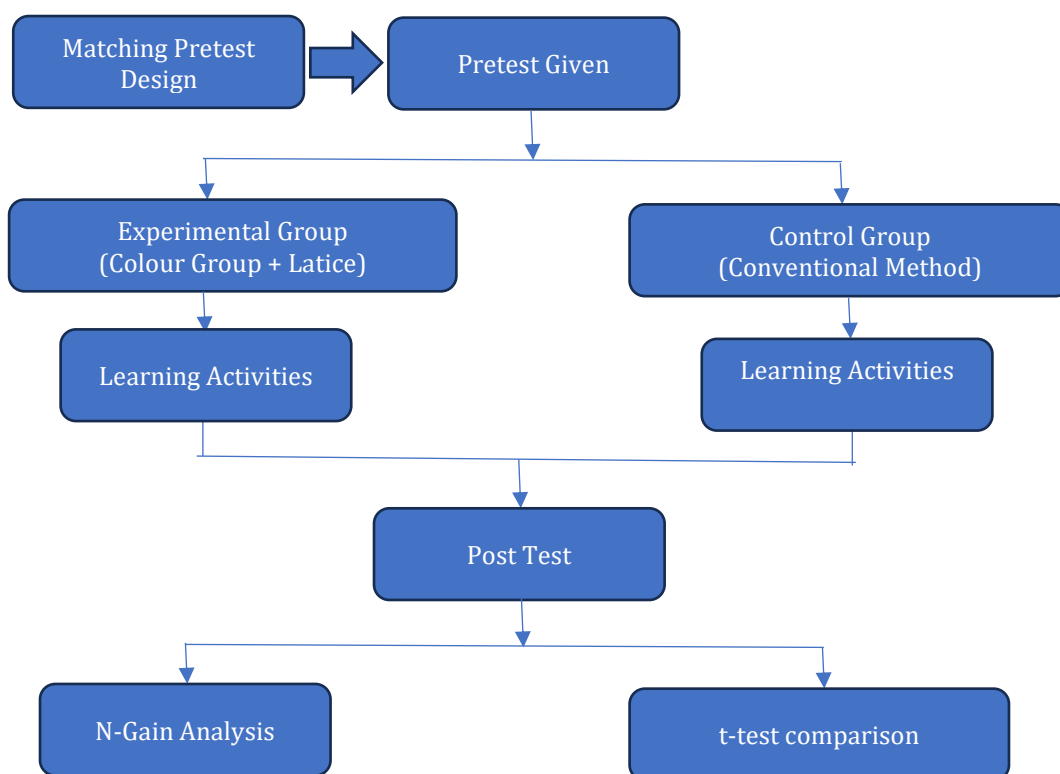 Matching Pretest
Design
Pretest Given
Experimental Group
(Colour Group + Latice)
Control Group
(Conventional Method)
Learning Activities
Learning Activities
Post Test
N-Gain Analysis
t-test comparison